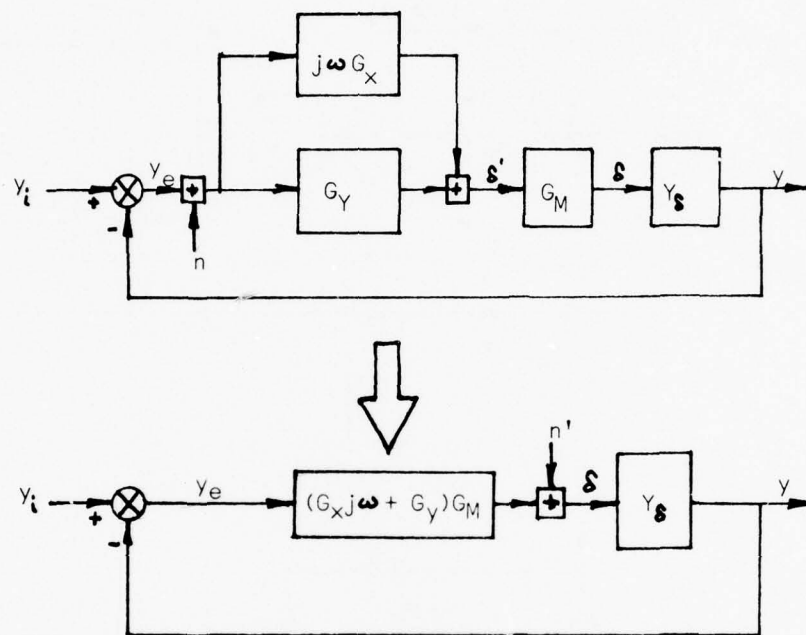 jωG_x
y_i
+
-
y_e
+
n
G_Y
+
δ'
G_M
δ
Y_δ
y
n'
y_i
+
-
y_e
(G_x jω + G_y)G_M
+
δ
Y_δ
y